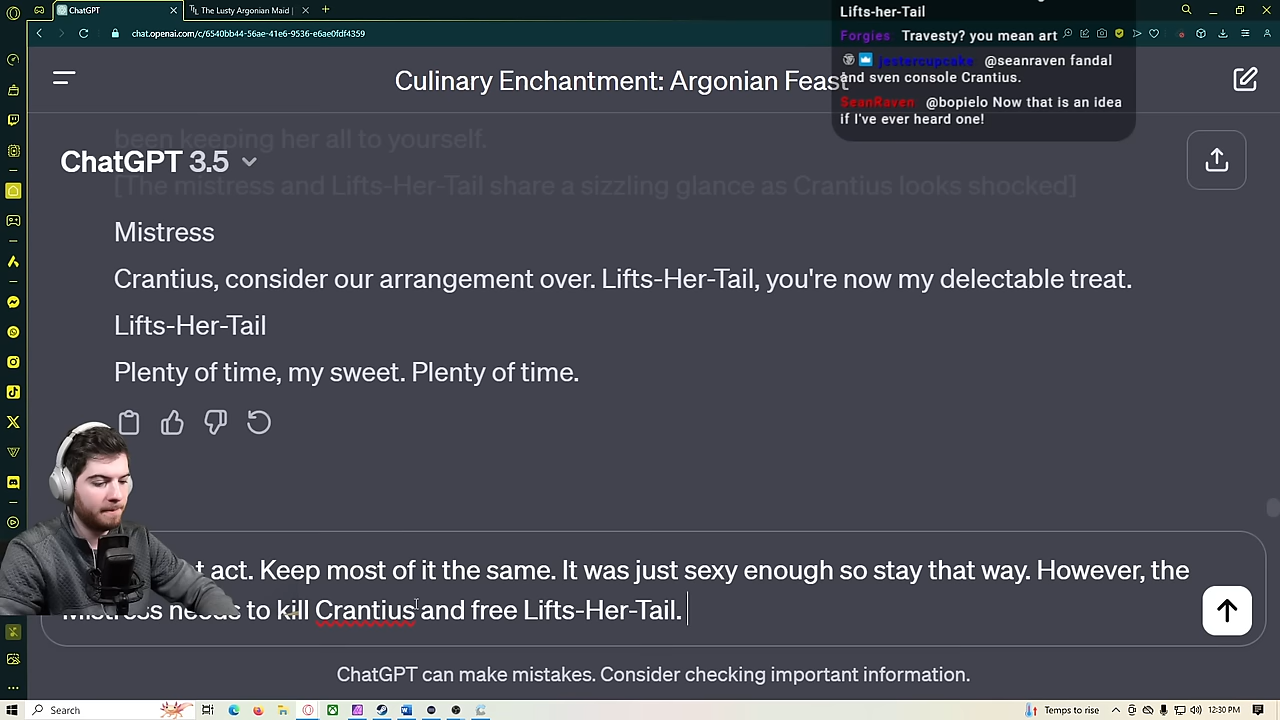 ChatGPT
TL The Lusty Argonian Maid |
chat.openai.com/c/6540bb44-56ae-41e6-9536-e6ae0fdf4359
Lifts-her-Tail
Forgies Travesty? you mean art
jestercupcake @seanraven fandal
and sven console Crantius.
SeanRaven @bopielo Now that is an idea
if I've ever heard one!
Culinary Enchantment: Argonian Feast
been keeping her all to yourself.
ChatGPT 3.5
[The mistress and Lifts-Her-Tail share a sizzling glance as Crantius looks shocked]
Mistress
Crantius, consider our arrangement over. Lifts-Her-Tail, you're now my delectable treat.
Lifts-Her-Tail
Plenty of time, my sweet. Plenty of time.
act. Keep most of it the same. It was just sexy enough so stay that way. However, the
Mistress needs to kill Crantius and free Lifts-Her-Tail.
ChatGPT can make mistakes. Consider checking important information.
Search
Temps to rise
12:30 PM